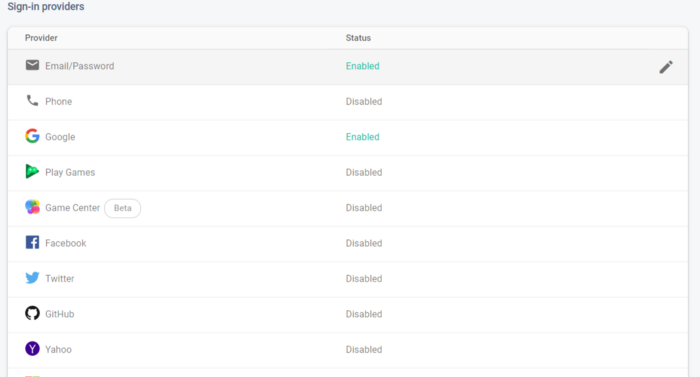 Sign-in providers
Provider Status
Email/Password Enabled
Phone Disabled
Google Enabled
Play Games Disabled
Game Center Beta Disabled
Facebook Disabled
Twitter Disabled
GitHub Disabled
Yahoo Disabled